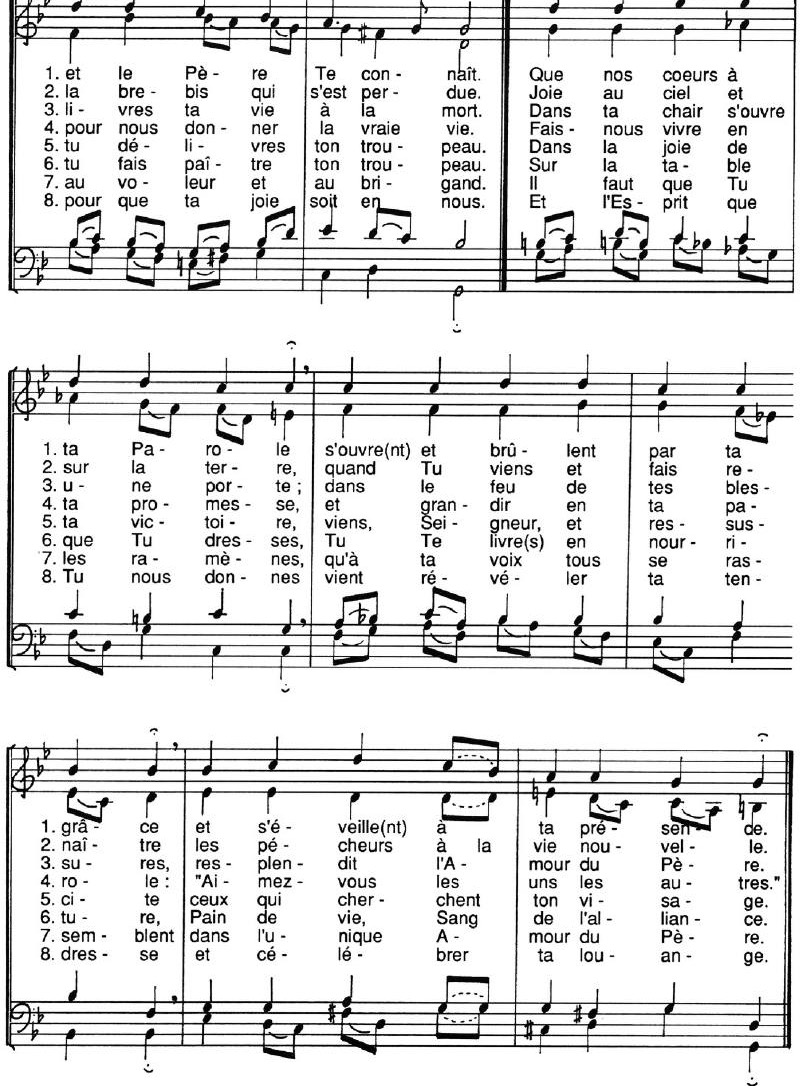 1. et le Pè - re Te con - naît. Que nos coeurs à
2. la bre - bis qui s'est per - due. Joie au ciel et
3. li - vres ta vie à la mort. Dans ta chair s'ouvre
4. pour nous don - ner la vraie vie. Fais - nous vivre en
5. tu dé - li - vres ton trou - peau. Dans la joie de
6. tu fais paî - tre ton trou - peau. Sur la ta - ble
7. au vo - leur et au bri - gand. Il faut que Tu
8. pour que ta joie soit en nous. Et l'Es - prit que
1. ta Pa - ro - le s'ouvre(nt) et brû - lent par ta
2. sur la ter - re, quand Tu viens et fais re -
3. u - ne por - te ; dans le feu de tes bles -
4. ta pro - mes - se, et gran - dir en ta pa -
5. ta vic - toi - re, viens, Sei - gneur, et res - sus -
6. que Tu dres - ses, Tu Te livre(s) en nour - ri -
7. les ra - mè - nes, qu'à ta voix tous se ras -
8. Tu nous don - nes vient ré - vé - ler ta ten -
1. grâ - ce et s'é - veille(nt) à ta pré - sen - ce.
2. naî - tre les pé - cheurs à la vie nou - vel - le.
3. su - res, res - plen - dit l'A - mour du Pè - re.
4. ro - le : "Ai - mez - vous les uns les au - tres."
5. ci - te ceux qui cher - chent ton vi - sa - ge.
6. tu - re, Pain de vie, Sang de l'al - lian - ce.
7. sem - blent dans l'u - nique A - mour du Pè - re.
8. dres - se et cé - lé - brer ta lou - an - ge.